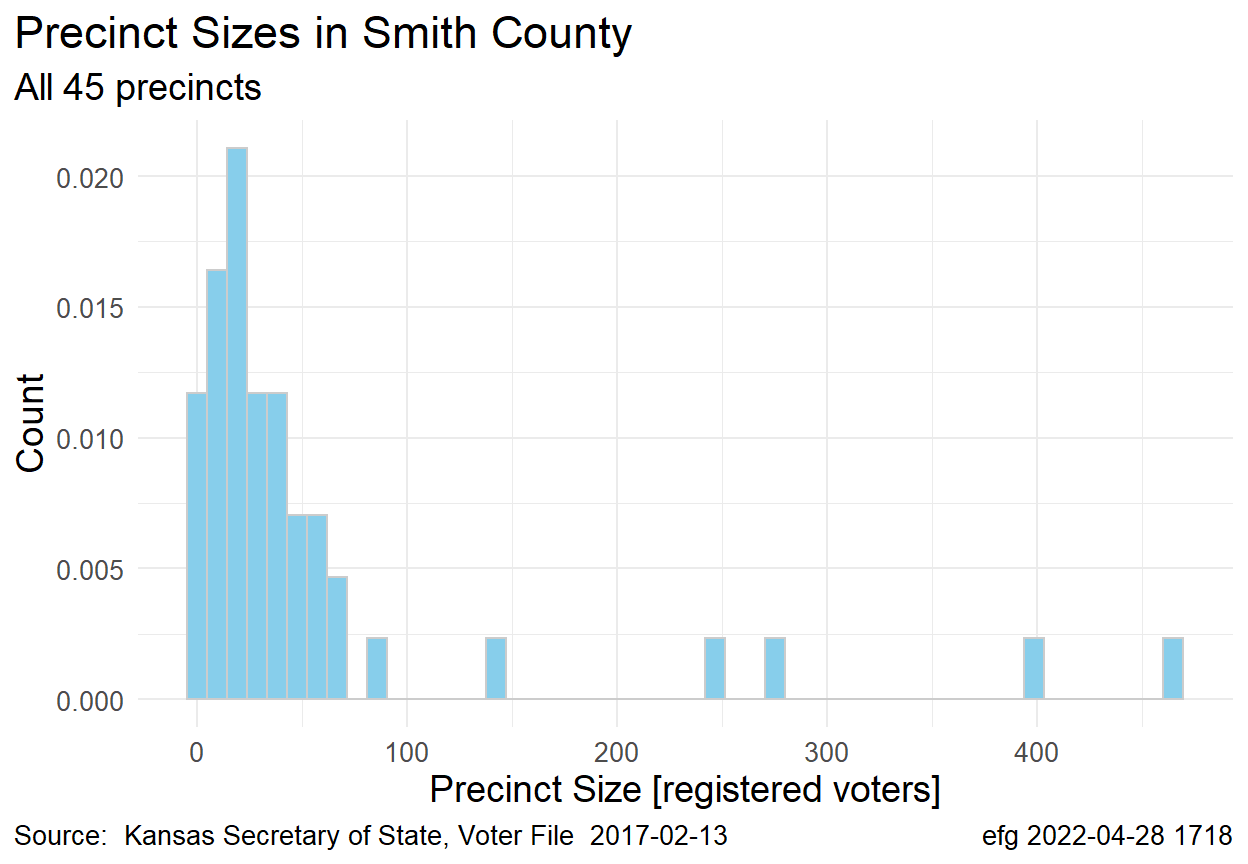 Precinct Sizes in Smith County
All 45 precincts
Count
0.020
0.015
0.010
0.005
0.000
0 100 200 300 400
Precinct Size [registered voters]
Source:  Kansas Secretary of State, Voter File  2017-02-13
efg 2022-04-28 1718